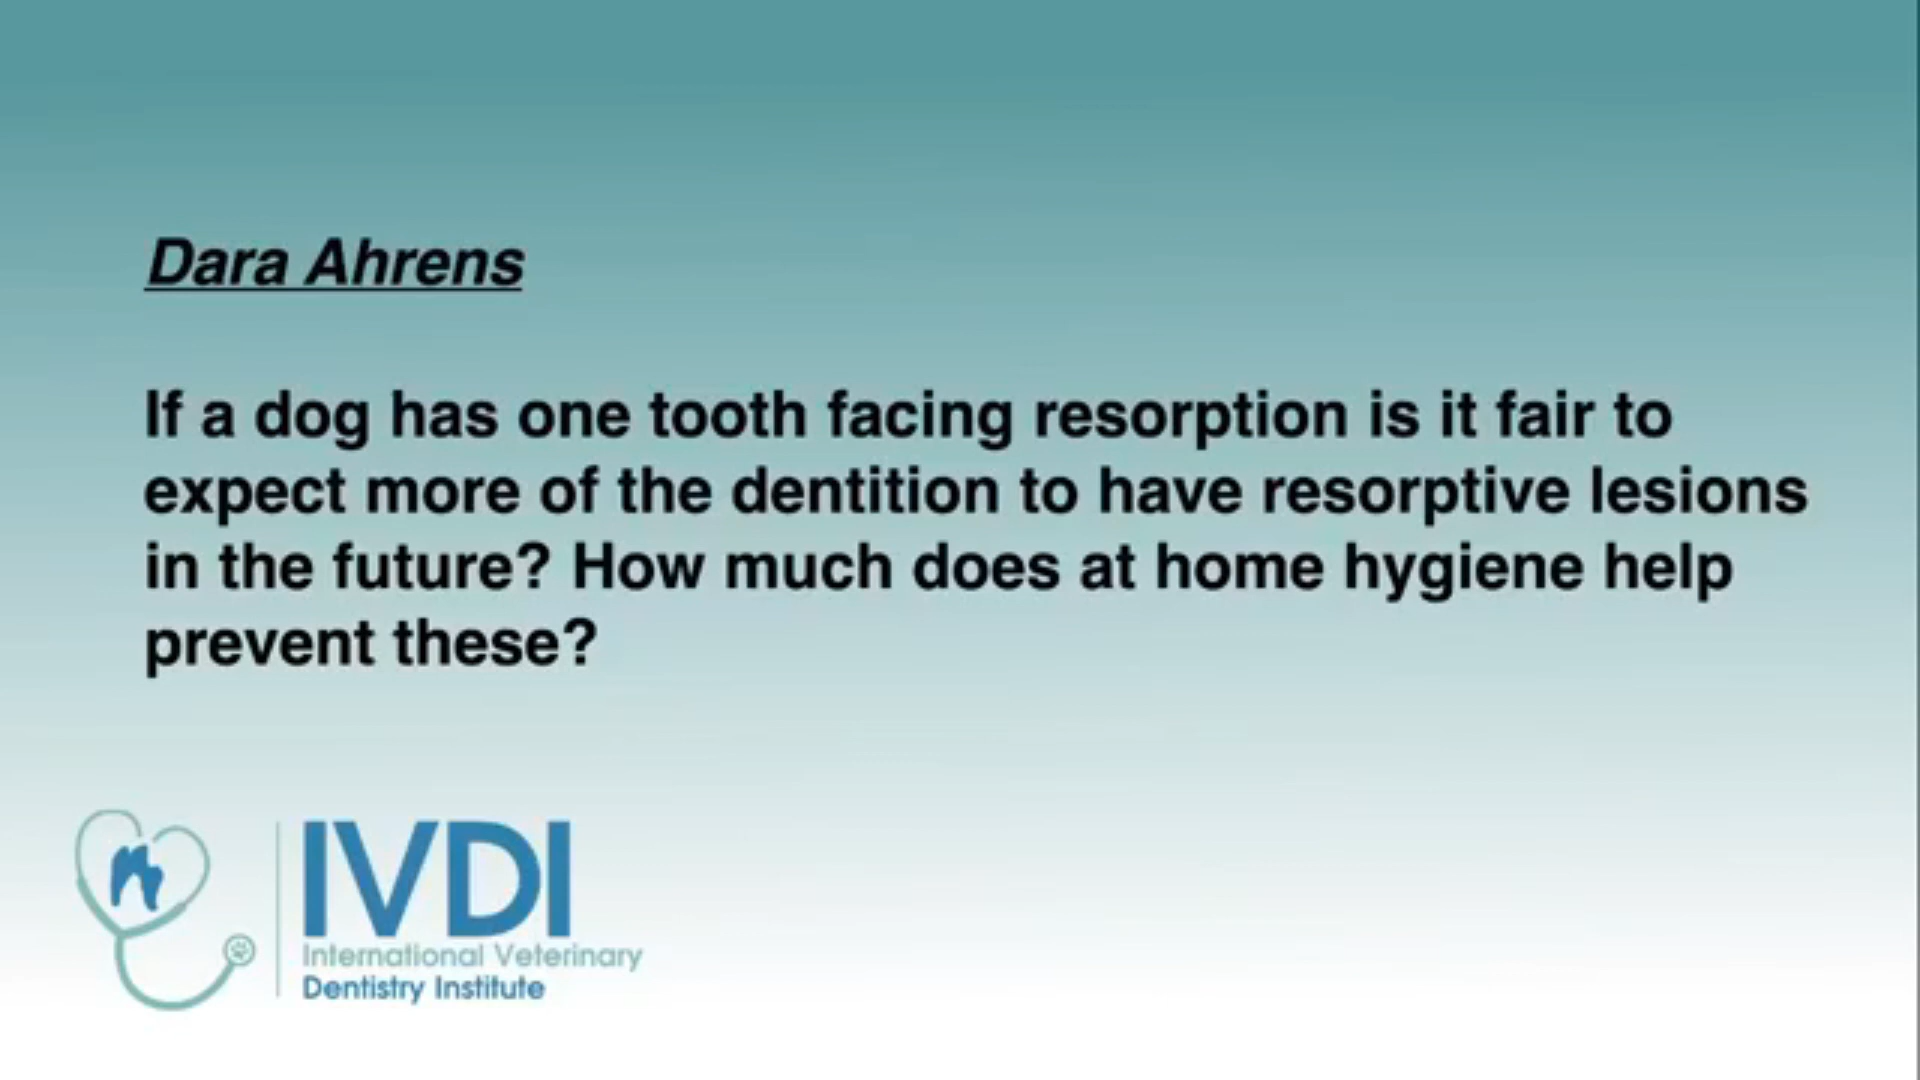 Dara Ahrens
If a dog has one tooth facing resorption is it fair to
expect more of the dentition to have resorptive lesions
in the future? How much does at home hygiene help
prevent these?
IVDI
International Veterinary
Dentistry Institute